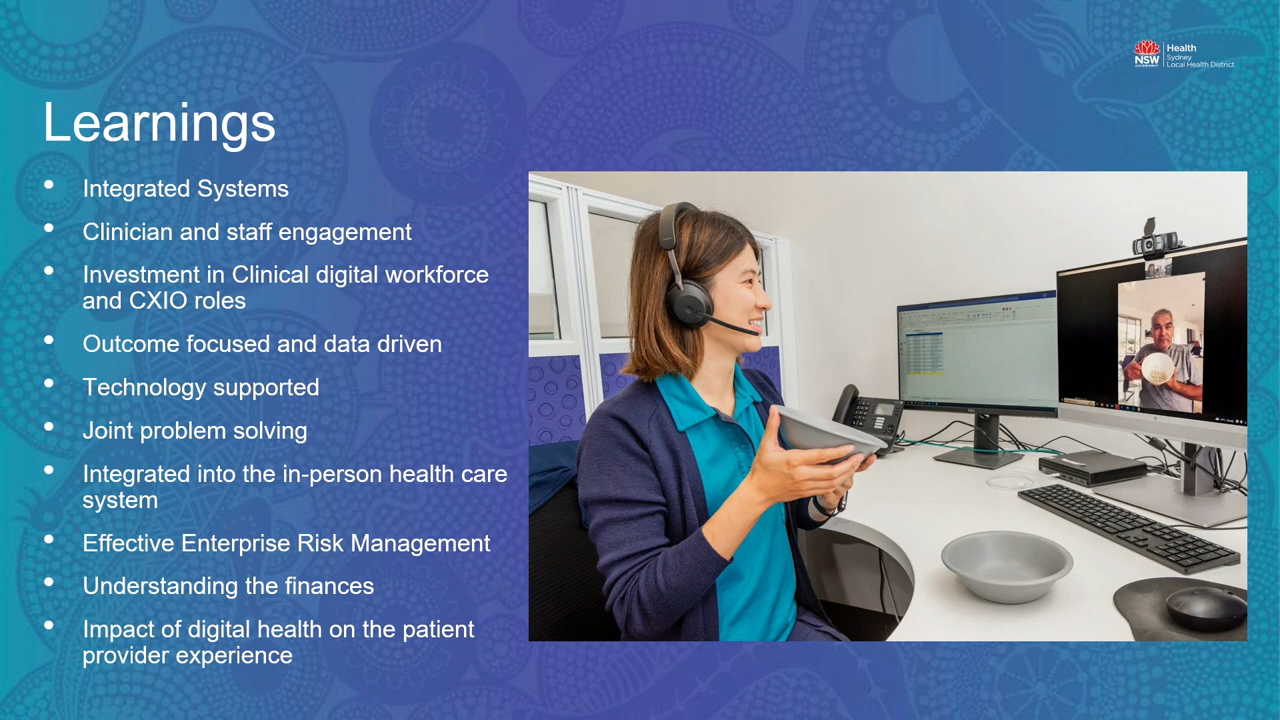 NSW
Health
Sydney
Local Health District
Learnings
• Integrated Systems
• Clinician and staff engagement
• Investment in Clinical digital workforce
and CXIO roles
• Outcome focused and data driven
• Technology supported
• Joint problem solving
• Integrated into the in-person health care
system
• Effective Enterprise Risk Management
• Understanding the finances
• Impact of digital health on the patient
provider experience